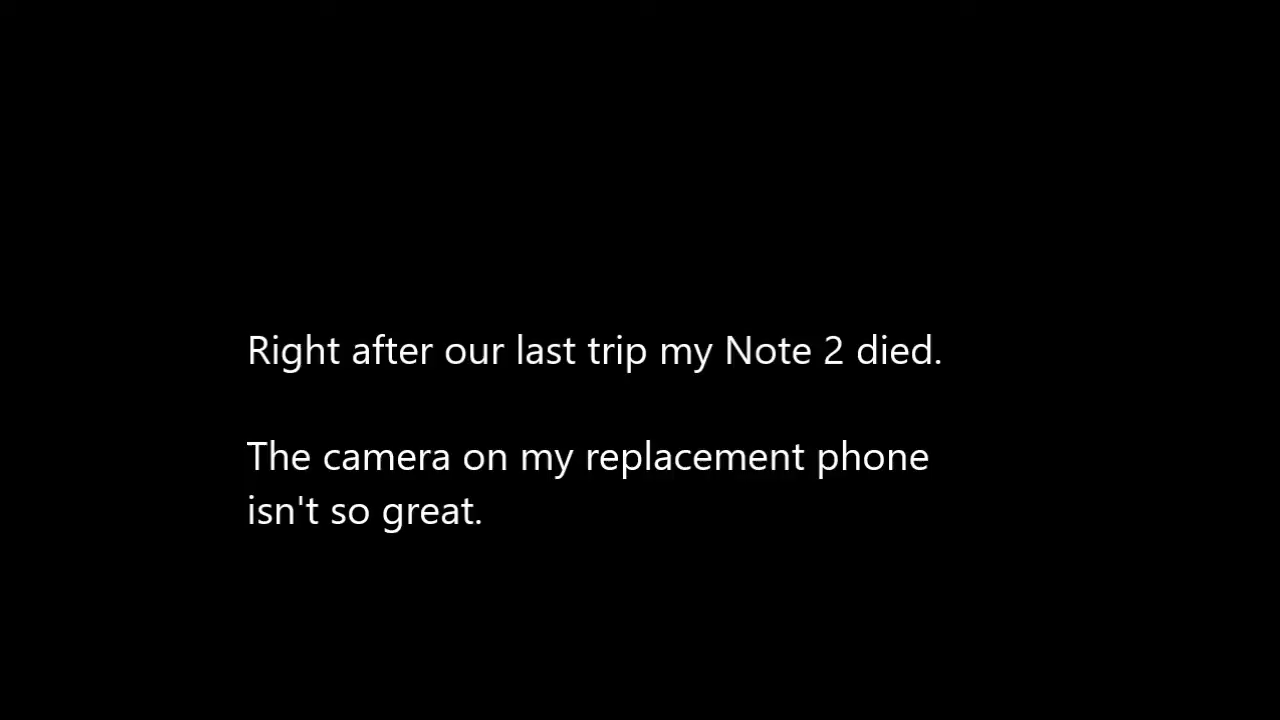 Right after our last trip my Note 2 died.
The camera on my replacement phone
isn't so great.